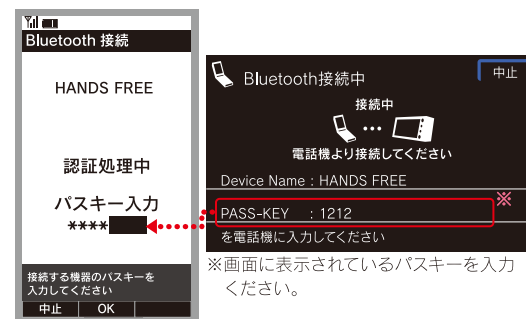 Bluetooth 接続
HANDS FREE
認証処理中
パスキー入力
****
接続する機器のパスキーを
入力してください
中止 OK
Bluetooth接続中
中止
接続中
電話機より接続してください
Device Name : HANDS FREE
※
PASS-KEY : 1212
を電話機に入力してください
※画面に表示されているパスキーを入力
ください。